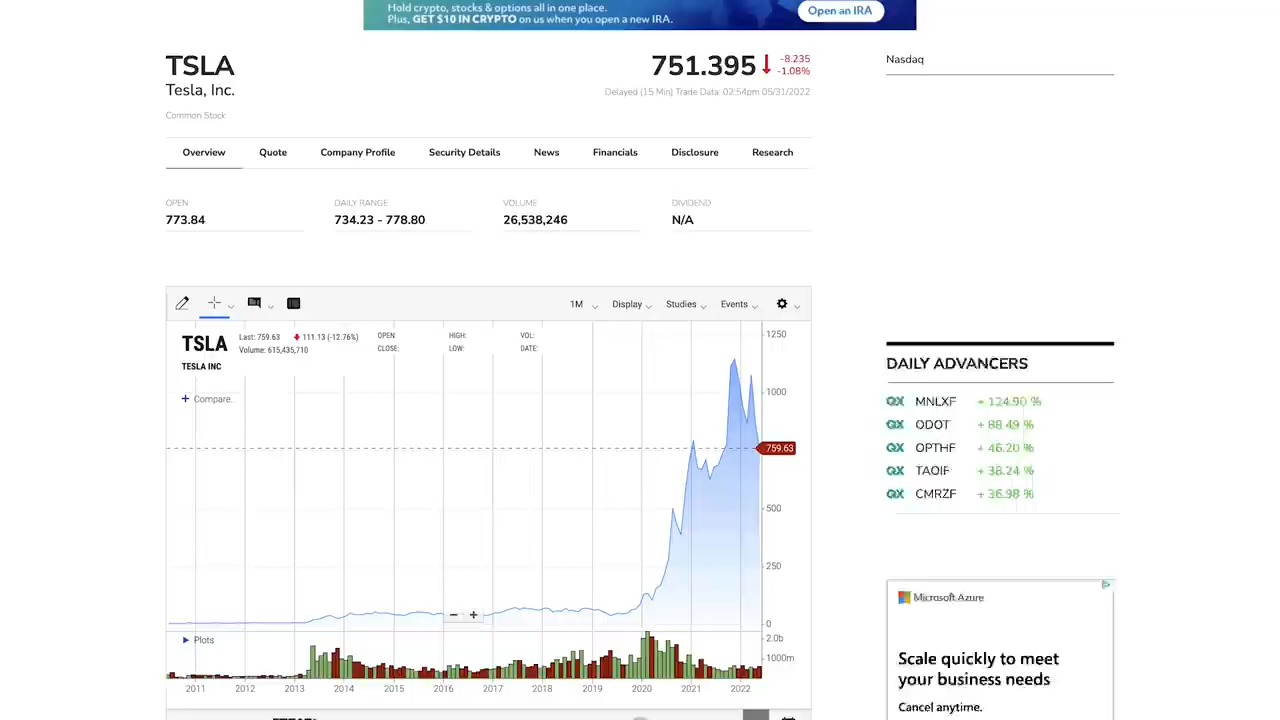 Hold crypto, stocks & options all in one place.
Plus, GET $10 IN CRYPTO on us when you open a new IRA.
Open an IRA
TSLA
Tesla, Inc.
Common Stock
751.395
-8.235
-1.08%
Delayed (15 Min) Trade Data: 02:54pm 05/31/2022
Nasdaq
Overview Quote Company Profile Security Details News Financials Disclosure Research
OPEN
773.84
DAILY RANGE
734.23 - 778.80
VOLUME
26,538,246
DIVIDEND
N/A
1M Display Studies Events
TSLA
TESLA INC
Last: 759.63 111.13 (-12.76%)
Volume: 615,435,710
OPEN: HIGH: VOL:
CLOSE: LOW: DATE:
+ Compare..
1250
1000
759.63
500
250
0
Plots
2.0b
1000m
2011 2012 2013 2014 2015 2016 2017 2018 2019 2020 2021 2022
DAILY ADVANCERS
QX MNLXF + 124.90 %
QX ODOT + 88.49 %
QX OPTHF + 46.20 %
QX TAOIF + 38.24 %
QX CMRZF + 36.98 %
Microsoft Azure
Scale quickly to meet
your business needs
Cancel anytime.